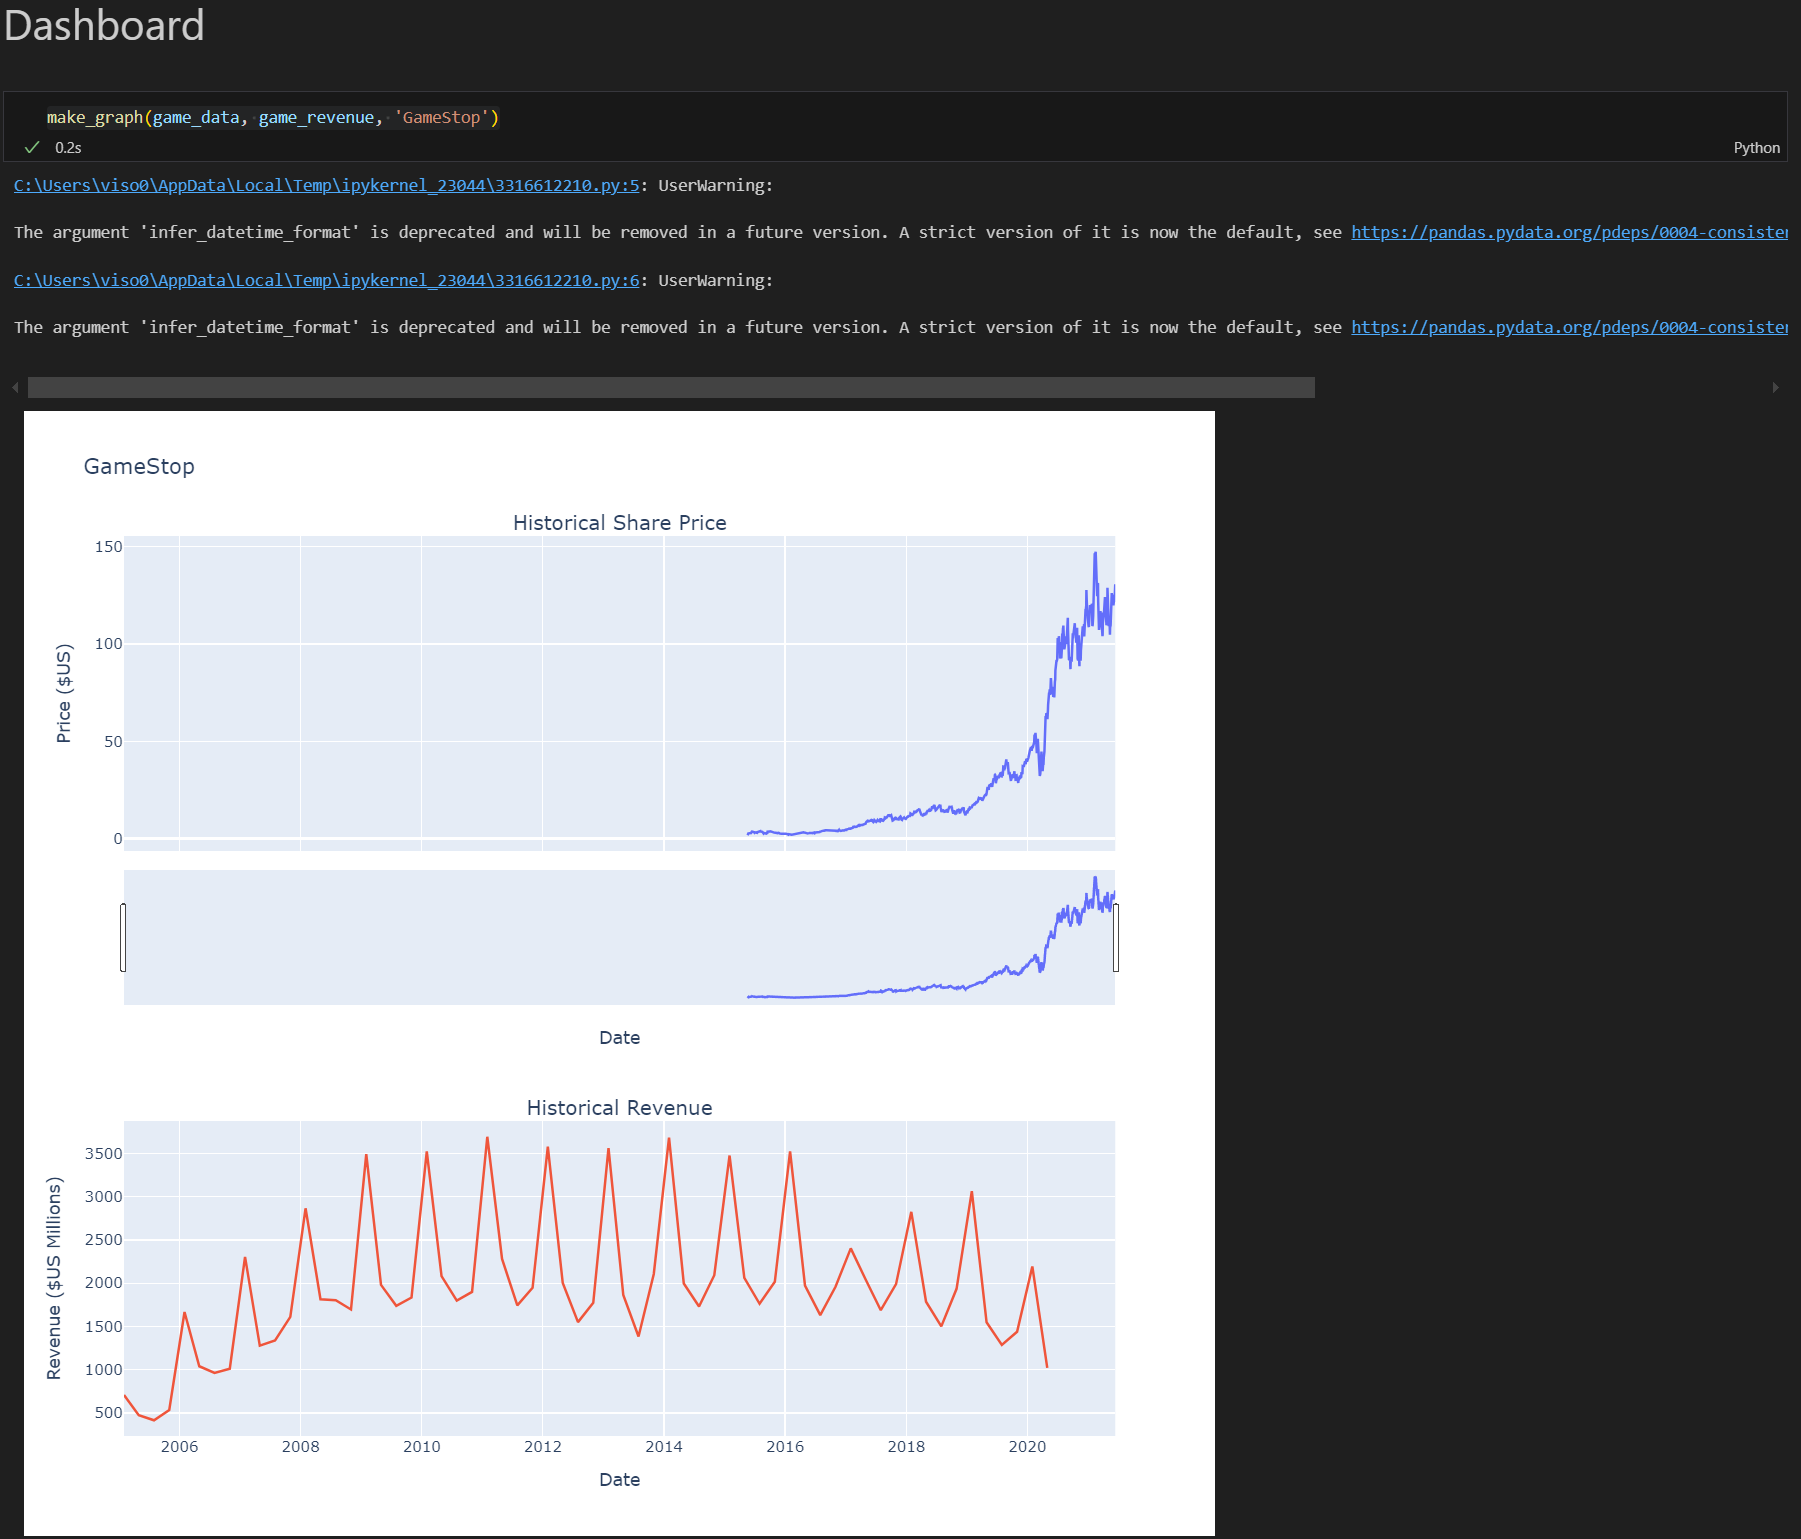 Dashboard
make_graph(game_data, game_revenue, 'GameStop')
0.2s
Python
C:\Users\viso0\AppData\Local\Temp\ipykernel_23044\3316612210.py:5: UserWarning:
The argument 'infer_datetime_format' is deprecated and will be removed in a future version. A strict version of it is now the default, see https://pandas.pydata.org/pdeps/0004-consister
C:\Users\viso0\AppData\Local\Temp\ipykernel_23044\3316612210.py:6: UserWarning:
The argument 'infer_datetime_format' is deprecated and will be removed in a future version. A strict version of it is now the default, see https://pandas.pydata.org/pdeps/0004-consister
GameStop
Historical Share Price
150
100
50
0
Price ($US)
Date
Historical Revenue
3500
3000
2500
2000
1500
1000
500
Revenue ($US Millions)
2006 2008 2010 2012 2014 2016 2018 2020
Date